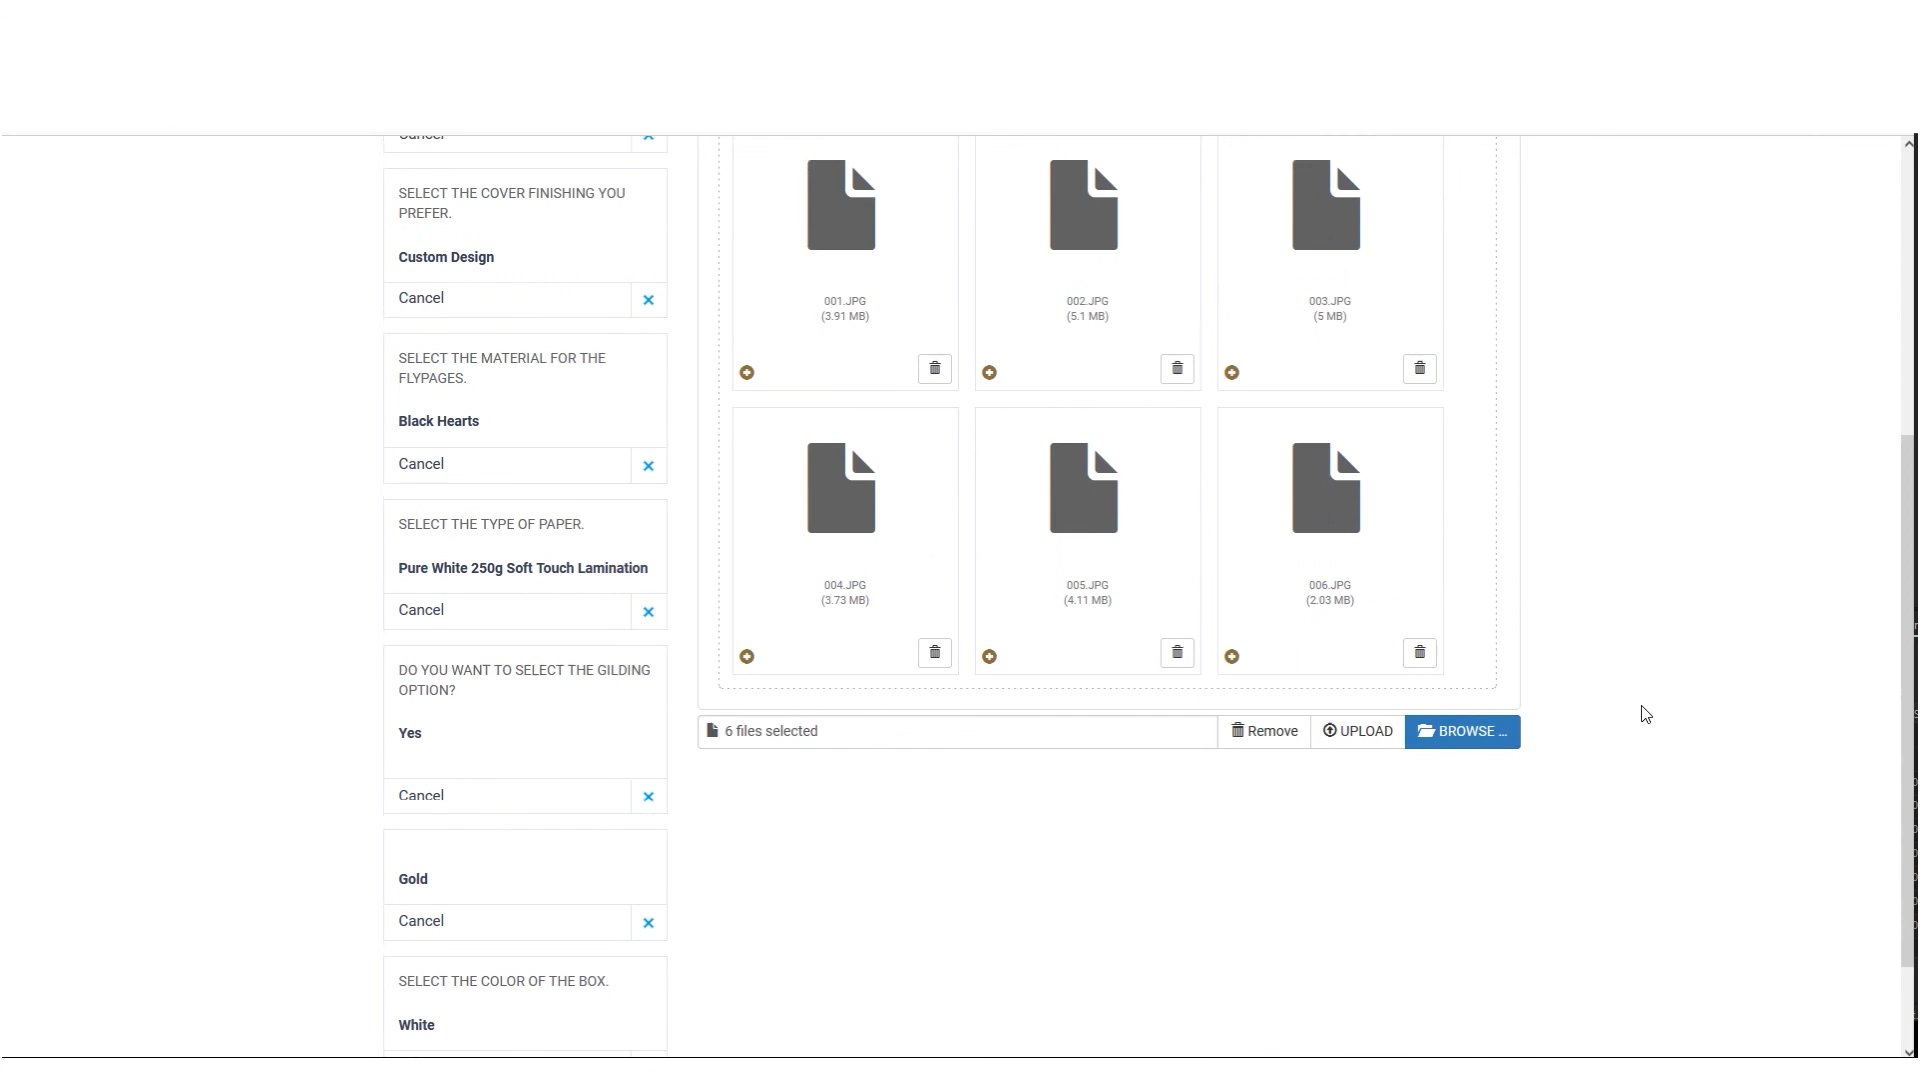 Cancel
SELECT THE COVER FINISHING YOU
PREFER.
Custom Design
Cancel
SELECT THE MATERIAL FOR THE
FLYPAGES.
Black Hearts
Cancel
SELECT THE TYPE OF PAPER.
Pure White 250g Soft Touch Lamination
Cancel
DO YOU WANT TO SELECT THE GILDING
OPTION?
Yes
Cancel
Gold
Cancel
SELECT THE COLOR OF THE BOX.
White
001.JPG
(3.91 MB)
002.JPG
(5.1 MB)
003.JPG
(5 MB)
004.JPG
(3.73 MB)
005.JPG
(4.11 MB)
006.JPG
(2.03 MB)
6 files selected
Remove
UPLOAD
BROWSE ...